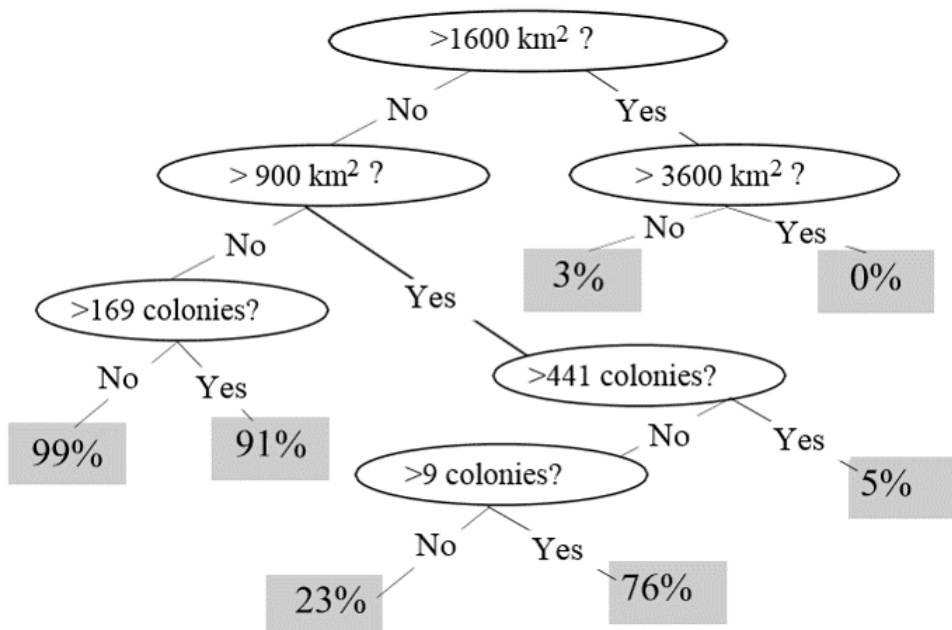 >1600 km² ?
No
Yes
> 900 km² ?
> 3600 km² ?
No
No
Yes
3%
0%
Yes
>169 colonies?
No
Yes
>441 colonies?
99%
91%
No
Yes
>9 colonies?
5%
No
Yes
23%
76%